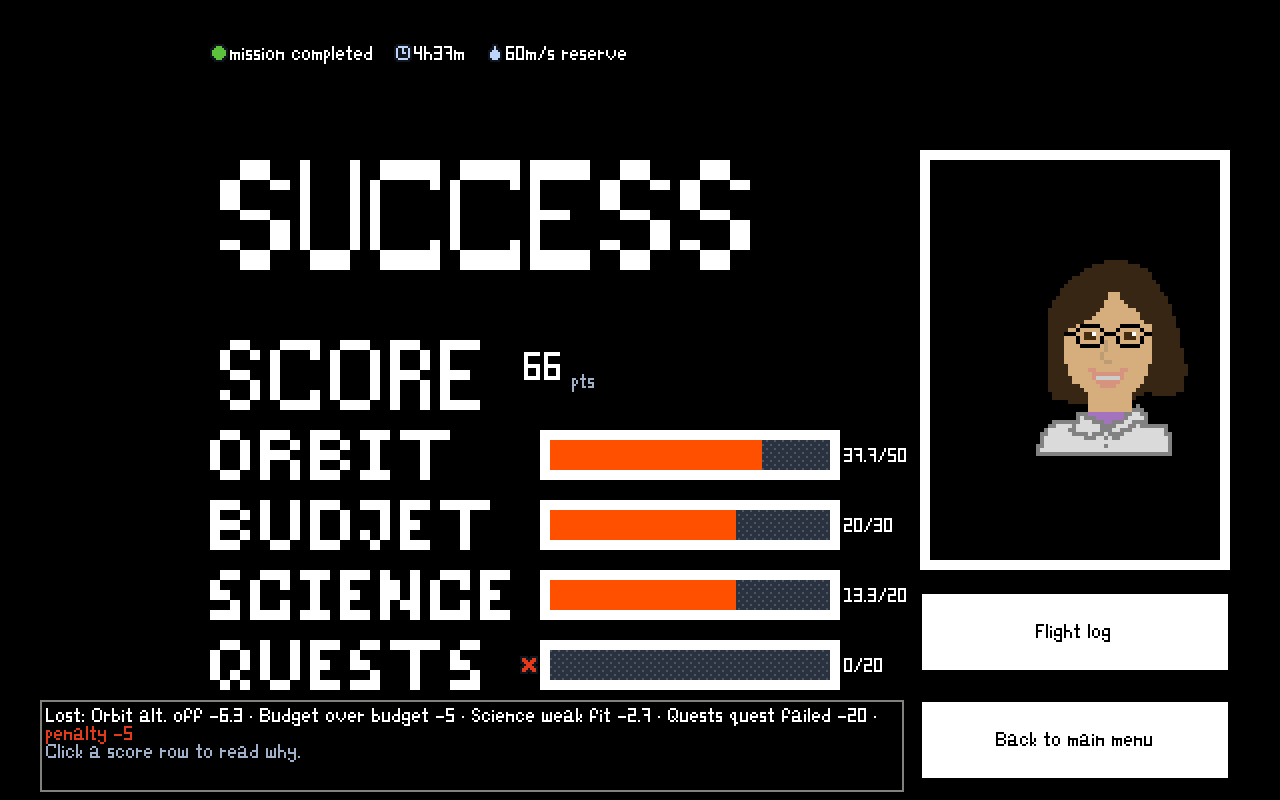 mission completed 4h37m 60m/s reserve
SUCCESS
SCORE 66 pts
ORBIT 37.7/50
BUDJET 20/30
SCIENCE 13.3/20
QUESTS 0/20
Lost: Orbit alt. off -6.3 · Budget over budget -5 · Science weak fit -2.7 · Quests quest failed -20 ·
penalty -5
Click a score row to read why.
Flight log
Back to main menu